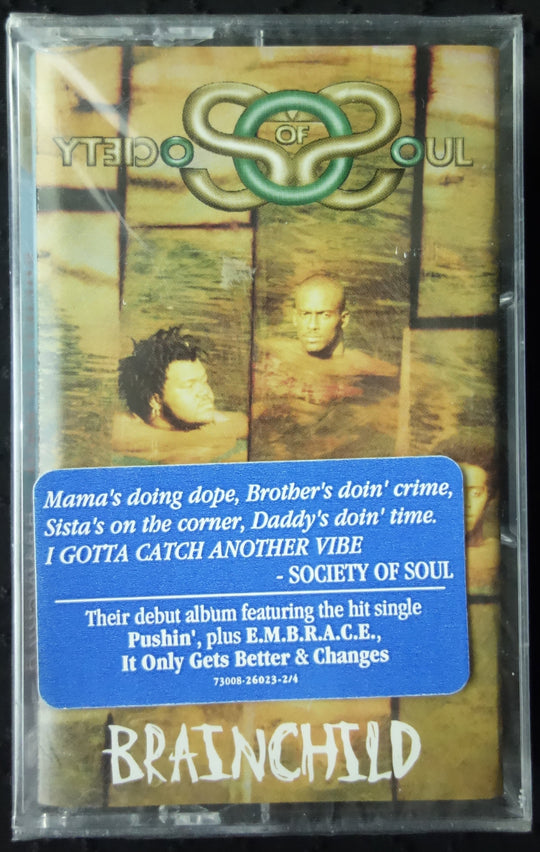 SOCIETY OF SOUL
Mama's doing dope, Brother's doin' crime,
Sista's on the corner, Daddy's doin' time.
I GOTTA CATCH ANOTHER VIBE
- SOCIETY OF SOUL
Their debut album featuring the hit single
Pushin', plus E.M.B.R.A.C.E.,
It Only Gets Better & Changes
73008-26023-2/4
BRAINCHILD